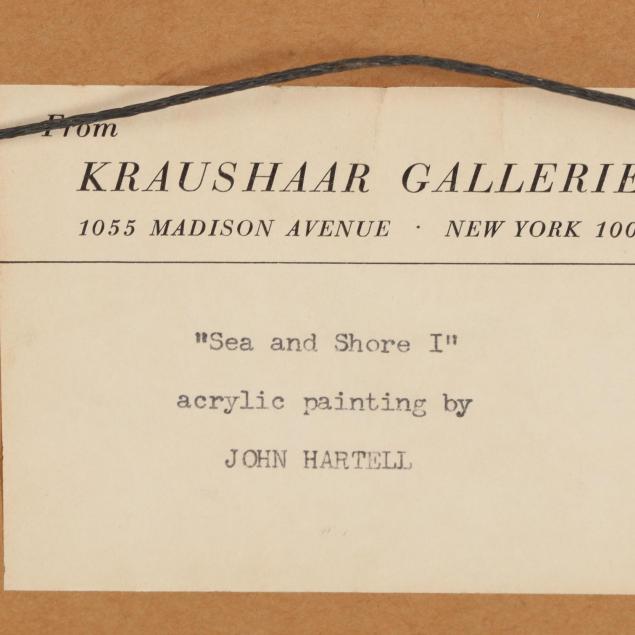 From
KRAUSHAAR GALLERIE
1055 MADISON AVENUE · NEW YORK 100
"Sea and Shore I"
acrylic painting by
JOHN HARTELL